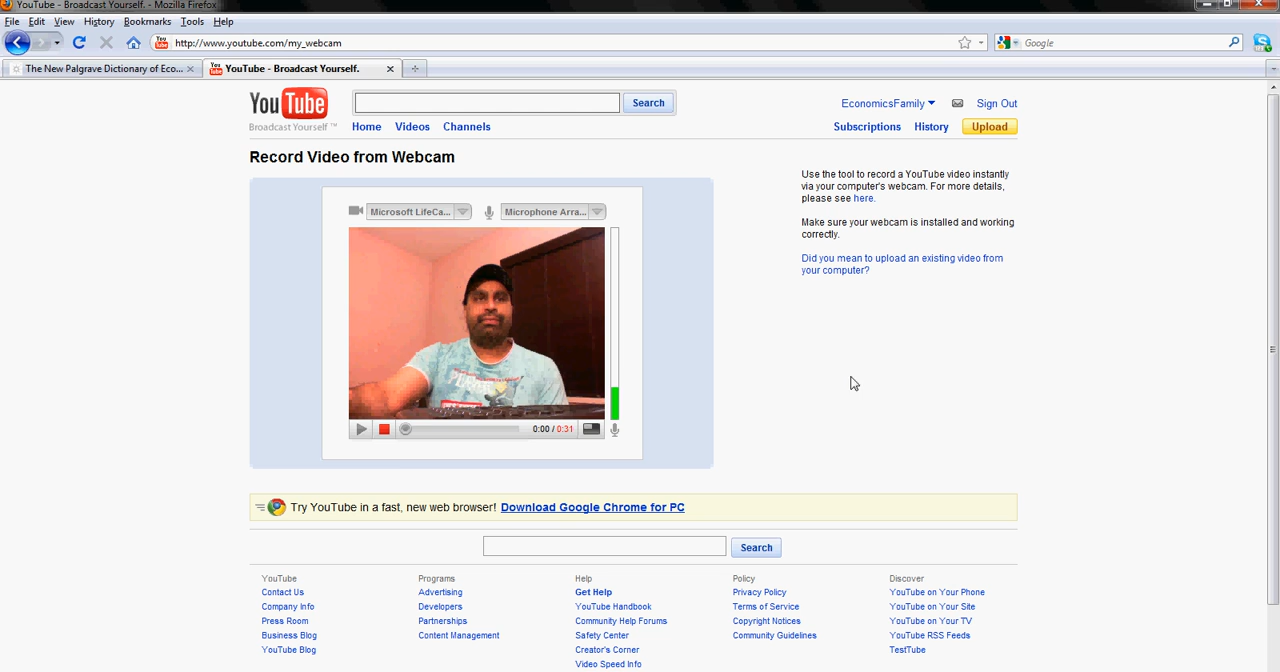 YouTube - Broadcast Yourself. - Mozilla Firefox
File Edit View History Bookmarks Tools Help
http://www.youtube.com/my_webcam
Google
The New Palgrave Dictionary of Eco...
YouTube - Broadcast Yourself.
YouTube
Broadcast Yourself ™
Search
EconomicsFamily
Sign Out
Home Videos Channels
Subscriptions History Upload
Record Video from Webcam
Use the tool to record a YouTube video instantly
via your computer's webcam. For more details,
please see here.
Make sure your webcam is installed and working
correctly.
Did you mean to upload an existing video from
your computer?
Microsoft LifeCa...
Microphone Arra...
0:00 / 0:31
Try YouTube in a fast, new web browser! Download Google Chrome for PC
Search
YouTube
Contact Us
Company Info
Press Room
Business Blog
YouTube Blog
Programs
Advertising
Developers
Partnerships
Content Management
Help
Get Help
YouTube Handbook
Community Help Forums
Safety Center
Creator's Corner
Video Speed Info
Policy
Privacy Policy
Terms of Service
Copyright Notices
Community Guidelines
Discover
YouTube on Your Phone
YouTube on Your Site
YouTube on Your TV
YouTube RSS Feeds
TestTube